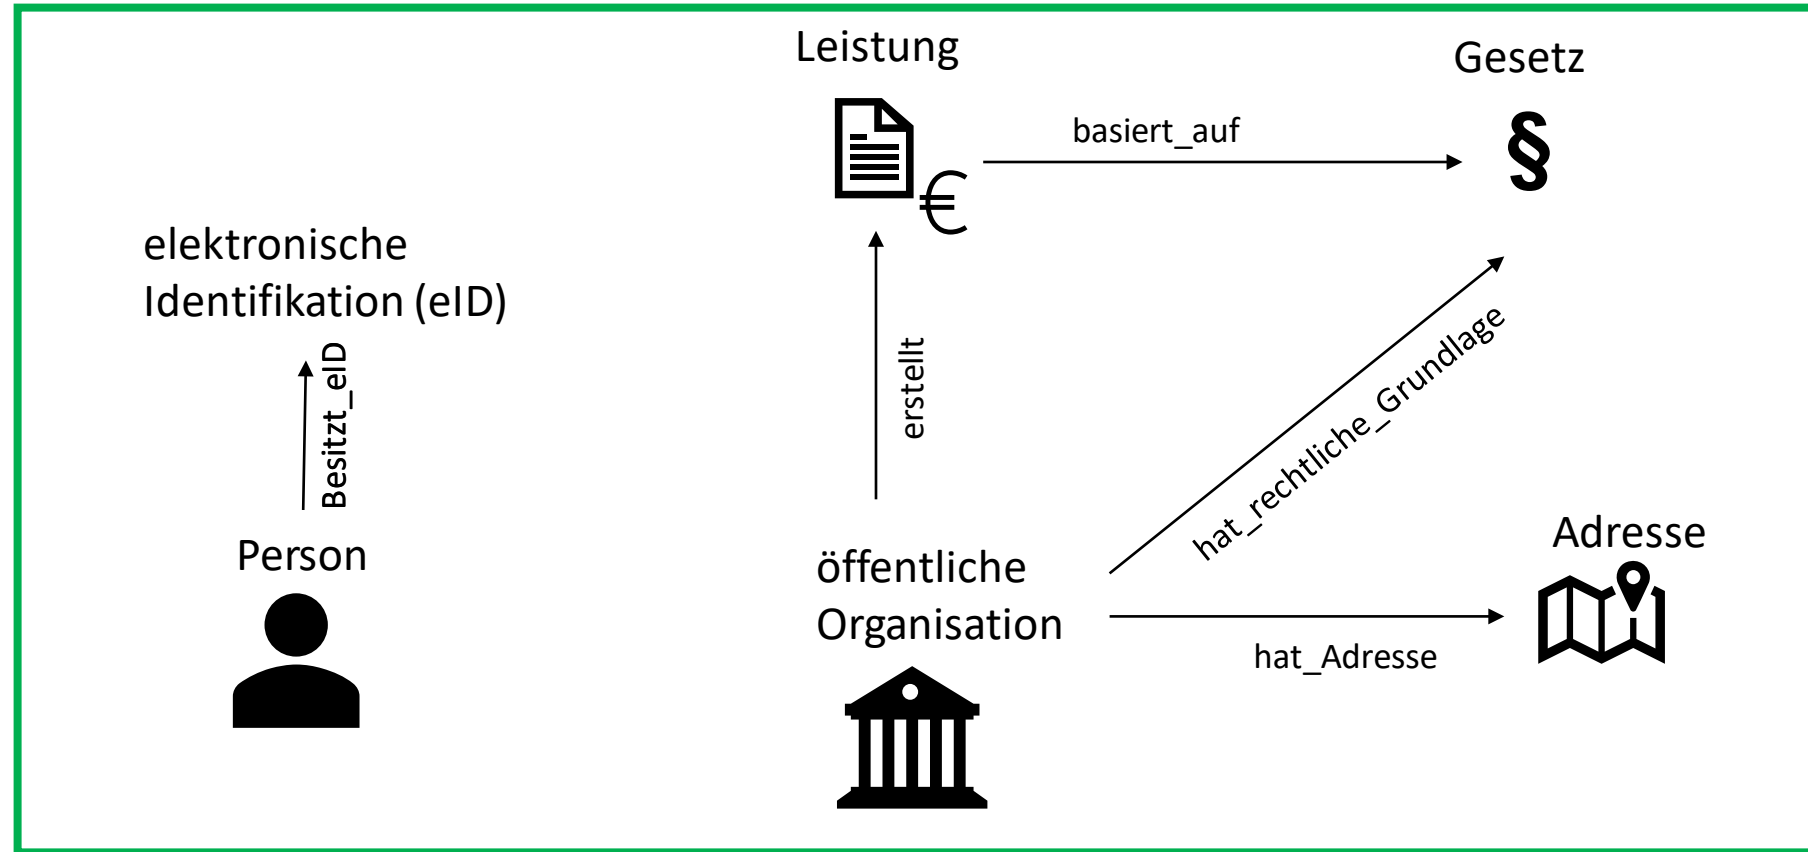 Leistung
Gesetz
§
basiert_auf
€
elektronische
Identifikation (eID)
Besitzt_eID
erstellt
hat_rechtliche_Grundlage
Person
öffentliche
Organisation
Adresse
hat_Adresse